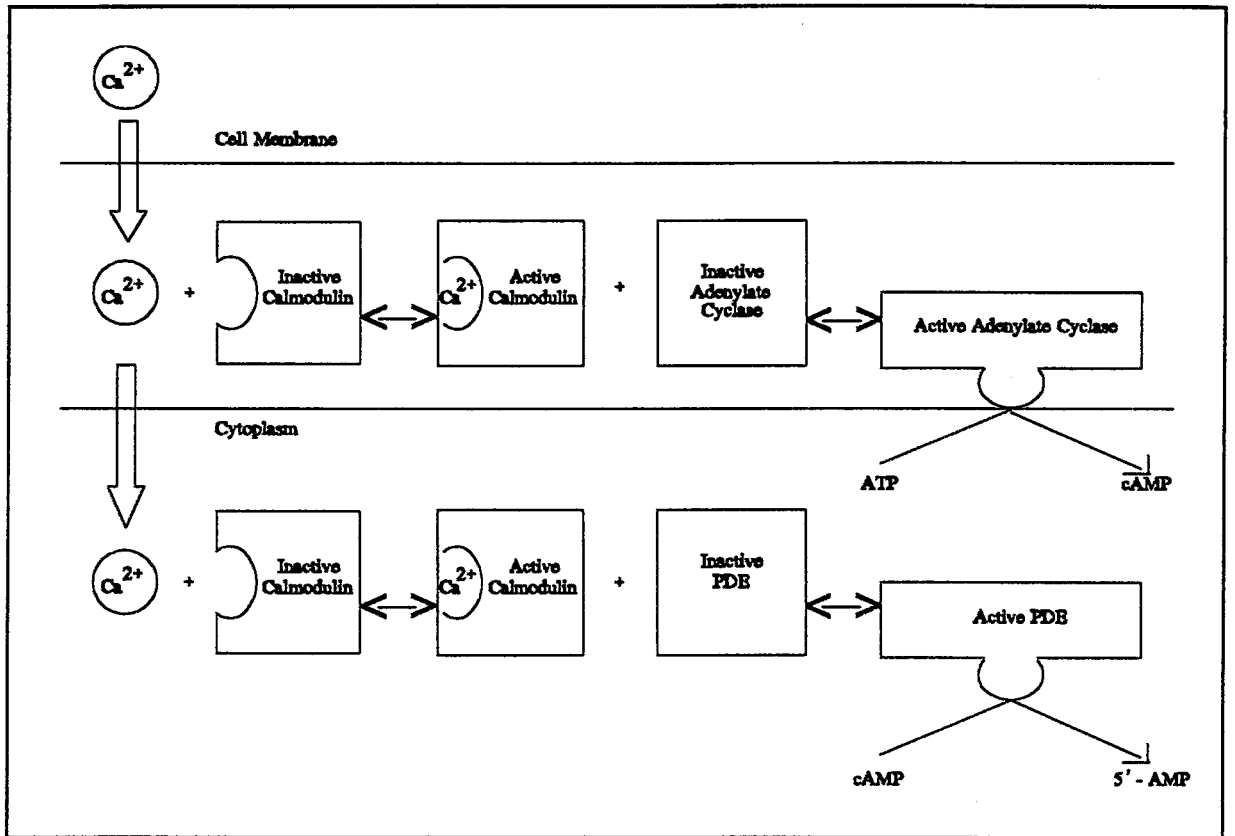 Ca2+
Cell Membrane
Ca2+
+
Inactive
Calmodulin
Ca2+
Active
Calmodulin
+
Inactive
Adenylate
Cyclase
Active Adenylate Cyclase
Cytoplasm
ATP
cAMP
Ca2+
+
Inactive
Calmodulin
Ca2+
Active
Calmodulin
+
Inactive
PDE
Active PDE
cAMP
5' - AMP